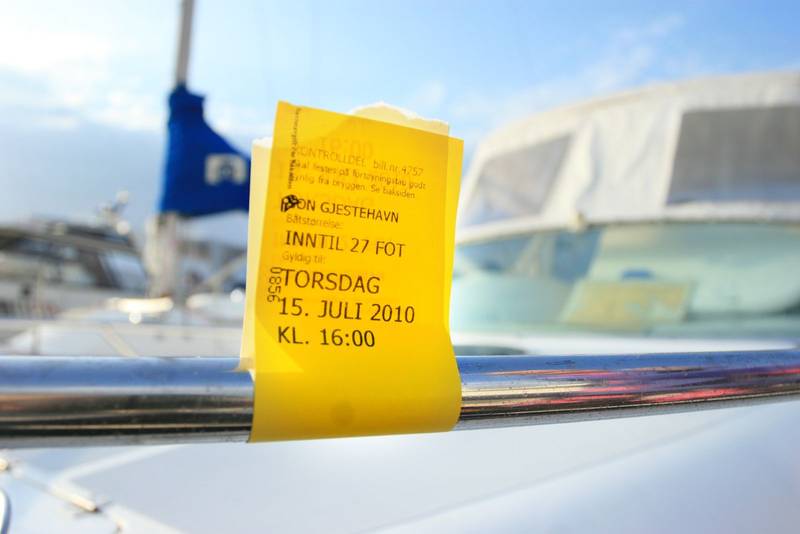 KONTROLLDEL bill.nr.4757
skal festes på fortøyningstau godt
synlig fra bryggen. Se baksiden
GJESTEHAVN
Båtstørrelse:
INNTIL 27 FOT
Gyldig til:
TORSDAG
15. JULI 2010
KL. 16:00
0856